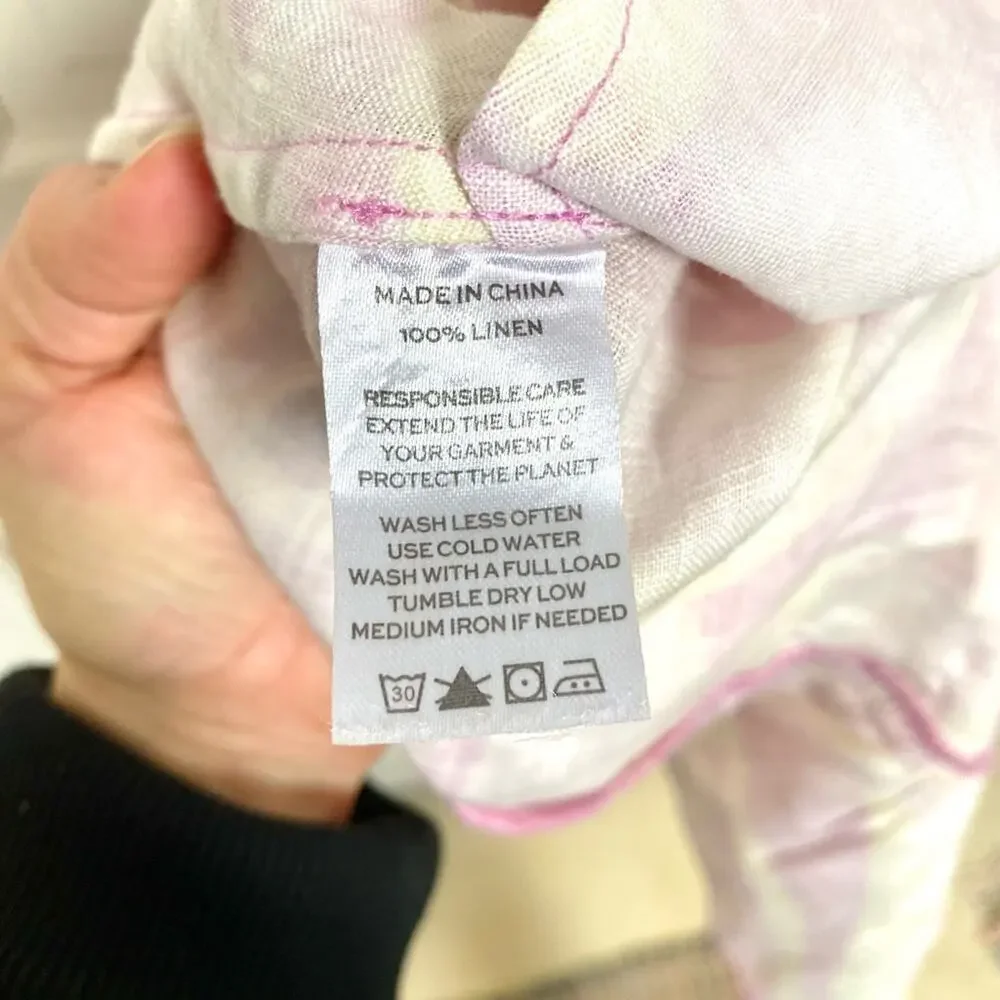 MADE IN CHINA
100% LINEN
RESPONSIBLE CARE
EXTEND THE LIFE OF
YOUR GARMENT &
PROTECT THE PLANET
WASH LESS OFTEN
USE COLD WATER
WASH WITH A FULL LOAD
TUMBLE DRY LOW
MEDIUM IRON IF NEEDED
30